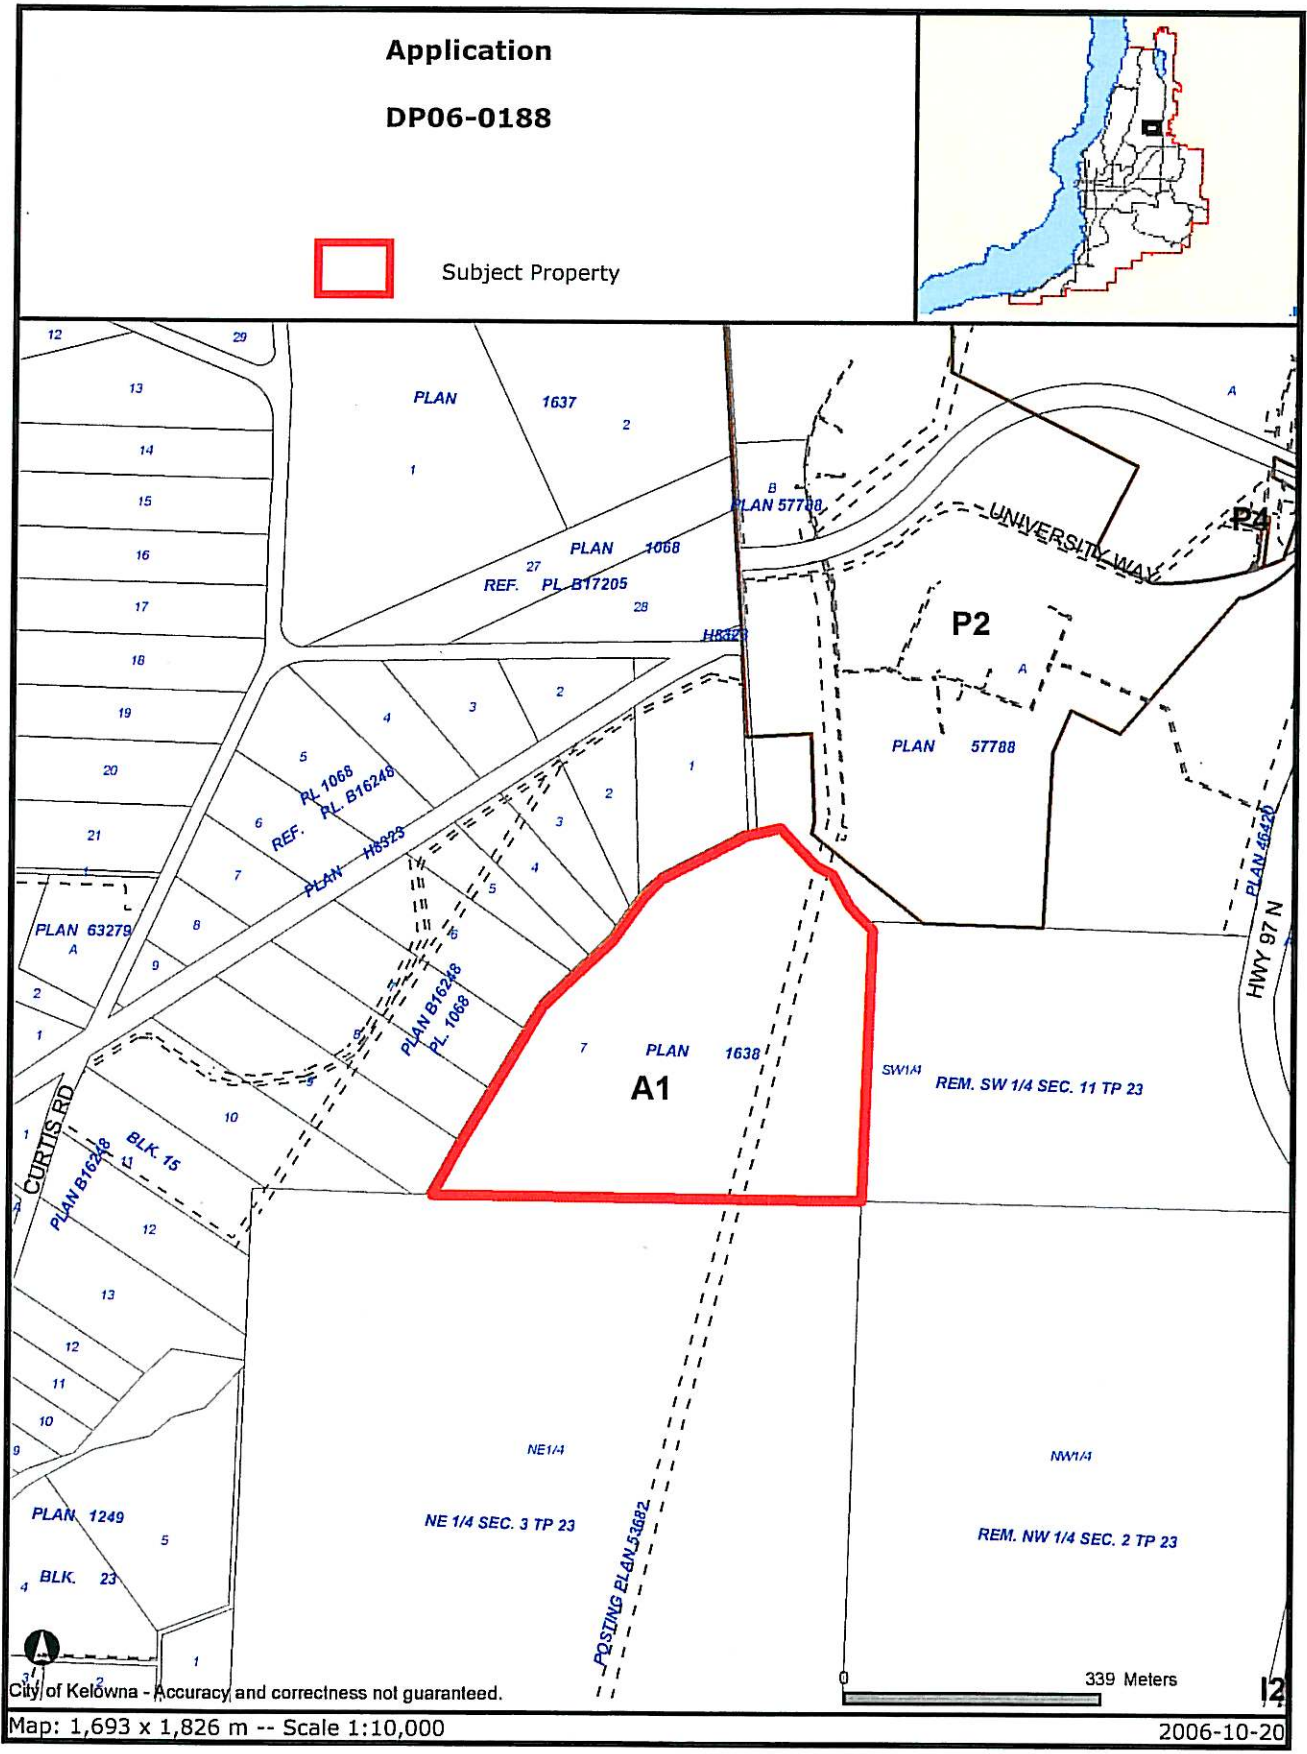 Application
DP06-0188
Subject Property
12
29
13
PLAN 1637
2
A
14
1
15
B
PLAN 57788
16
PLAN 1068
27
REF. PL. B17205
UNIVERSITY WAY
P4
17
28
H8323
P2
18
2
A
19
4
3
20
5
PLAN 57788
1
PL 1068
REF. PL. B16248
2
6
3
21
1
PLAN H8323
PLAN 46420
7
4
5
PLAN 63279
A
8
6
HWY 97 N
9
2
7
1
8
PLAN B16248
PL. 1068
7
PLAN 1638
A1
SW1/4
REM. SW 1/4 SEC. 11 TP 23
9
10
CURTIS RD
1
BLK. 15
11
PLAN B16248
A
12
13
12
11
10
9
NE1/4
NW1/4
PLAN 1249
5
NE 1/4 SEC. 3 TP 23
REM. NW 1/4 SEC. 2 TP 23
4
BLK. 23
POSTING PLAN 53682
1
3
2
0
339 Meters
I2
City of Kelowna - Accuracy and correctness not guaranteed.
Map: 1,693 x 1,826 m -- Scale 1:10,000
2006-10-20